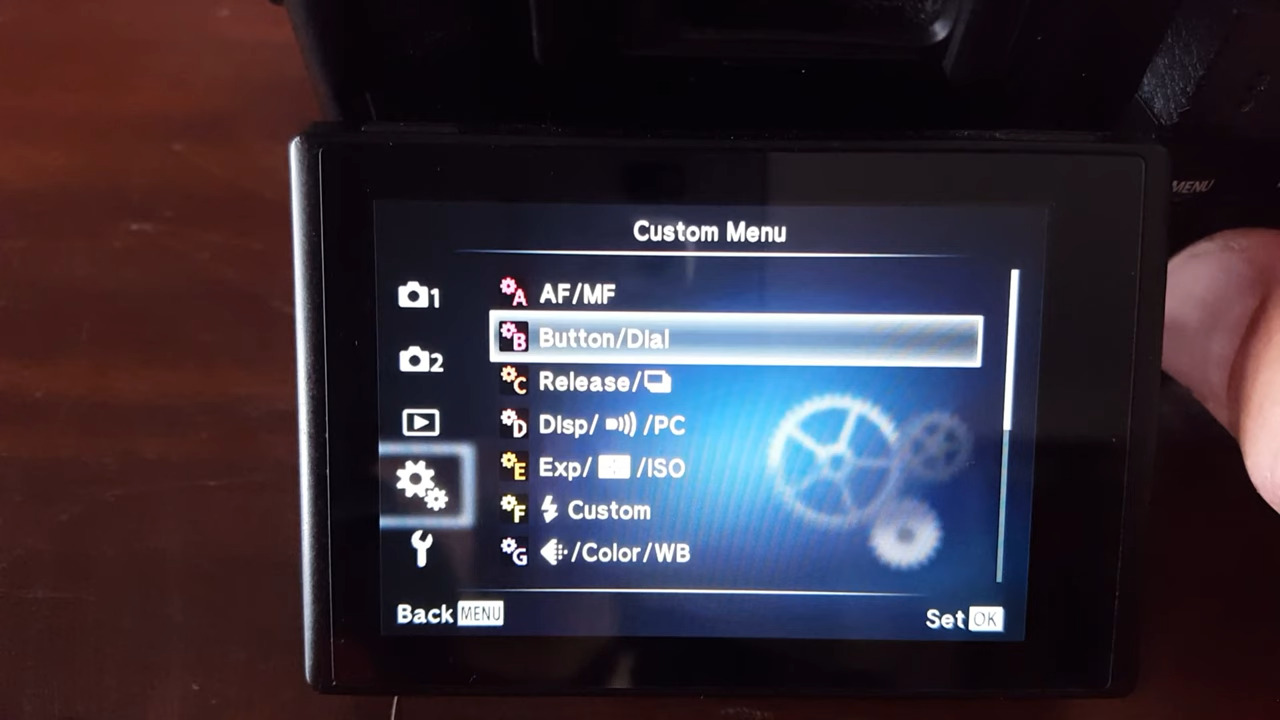 MENU
Custom Menu
1
2
A AF/MF
B Button/Dial
C Release/
D Disp/ /PC
E Exp/ /ISO
F Custom
G /Color/WB
Back MENU
Set OK